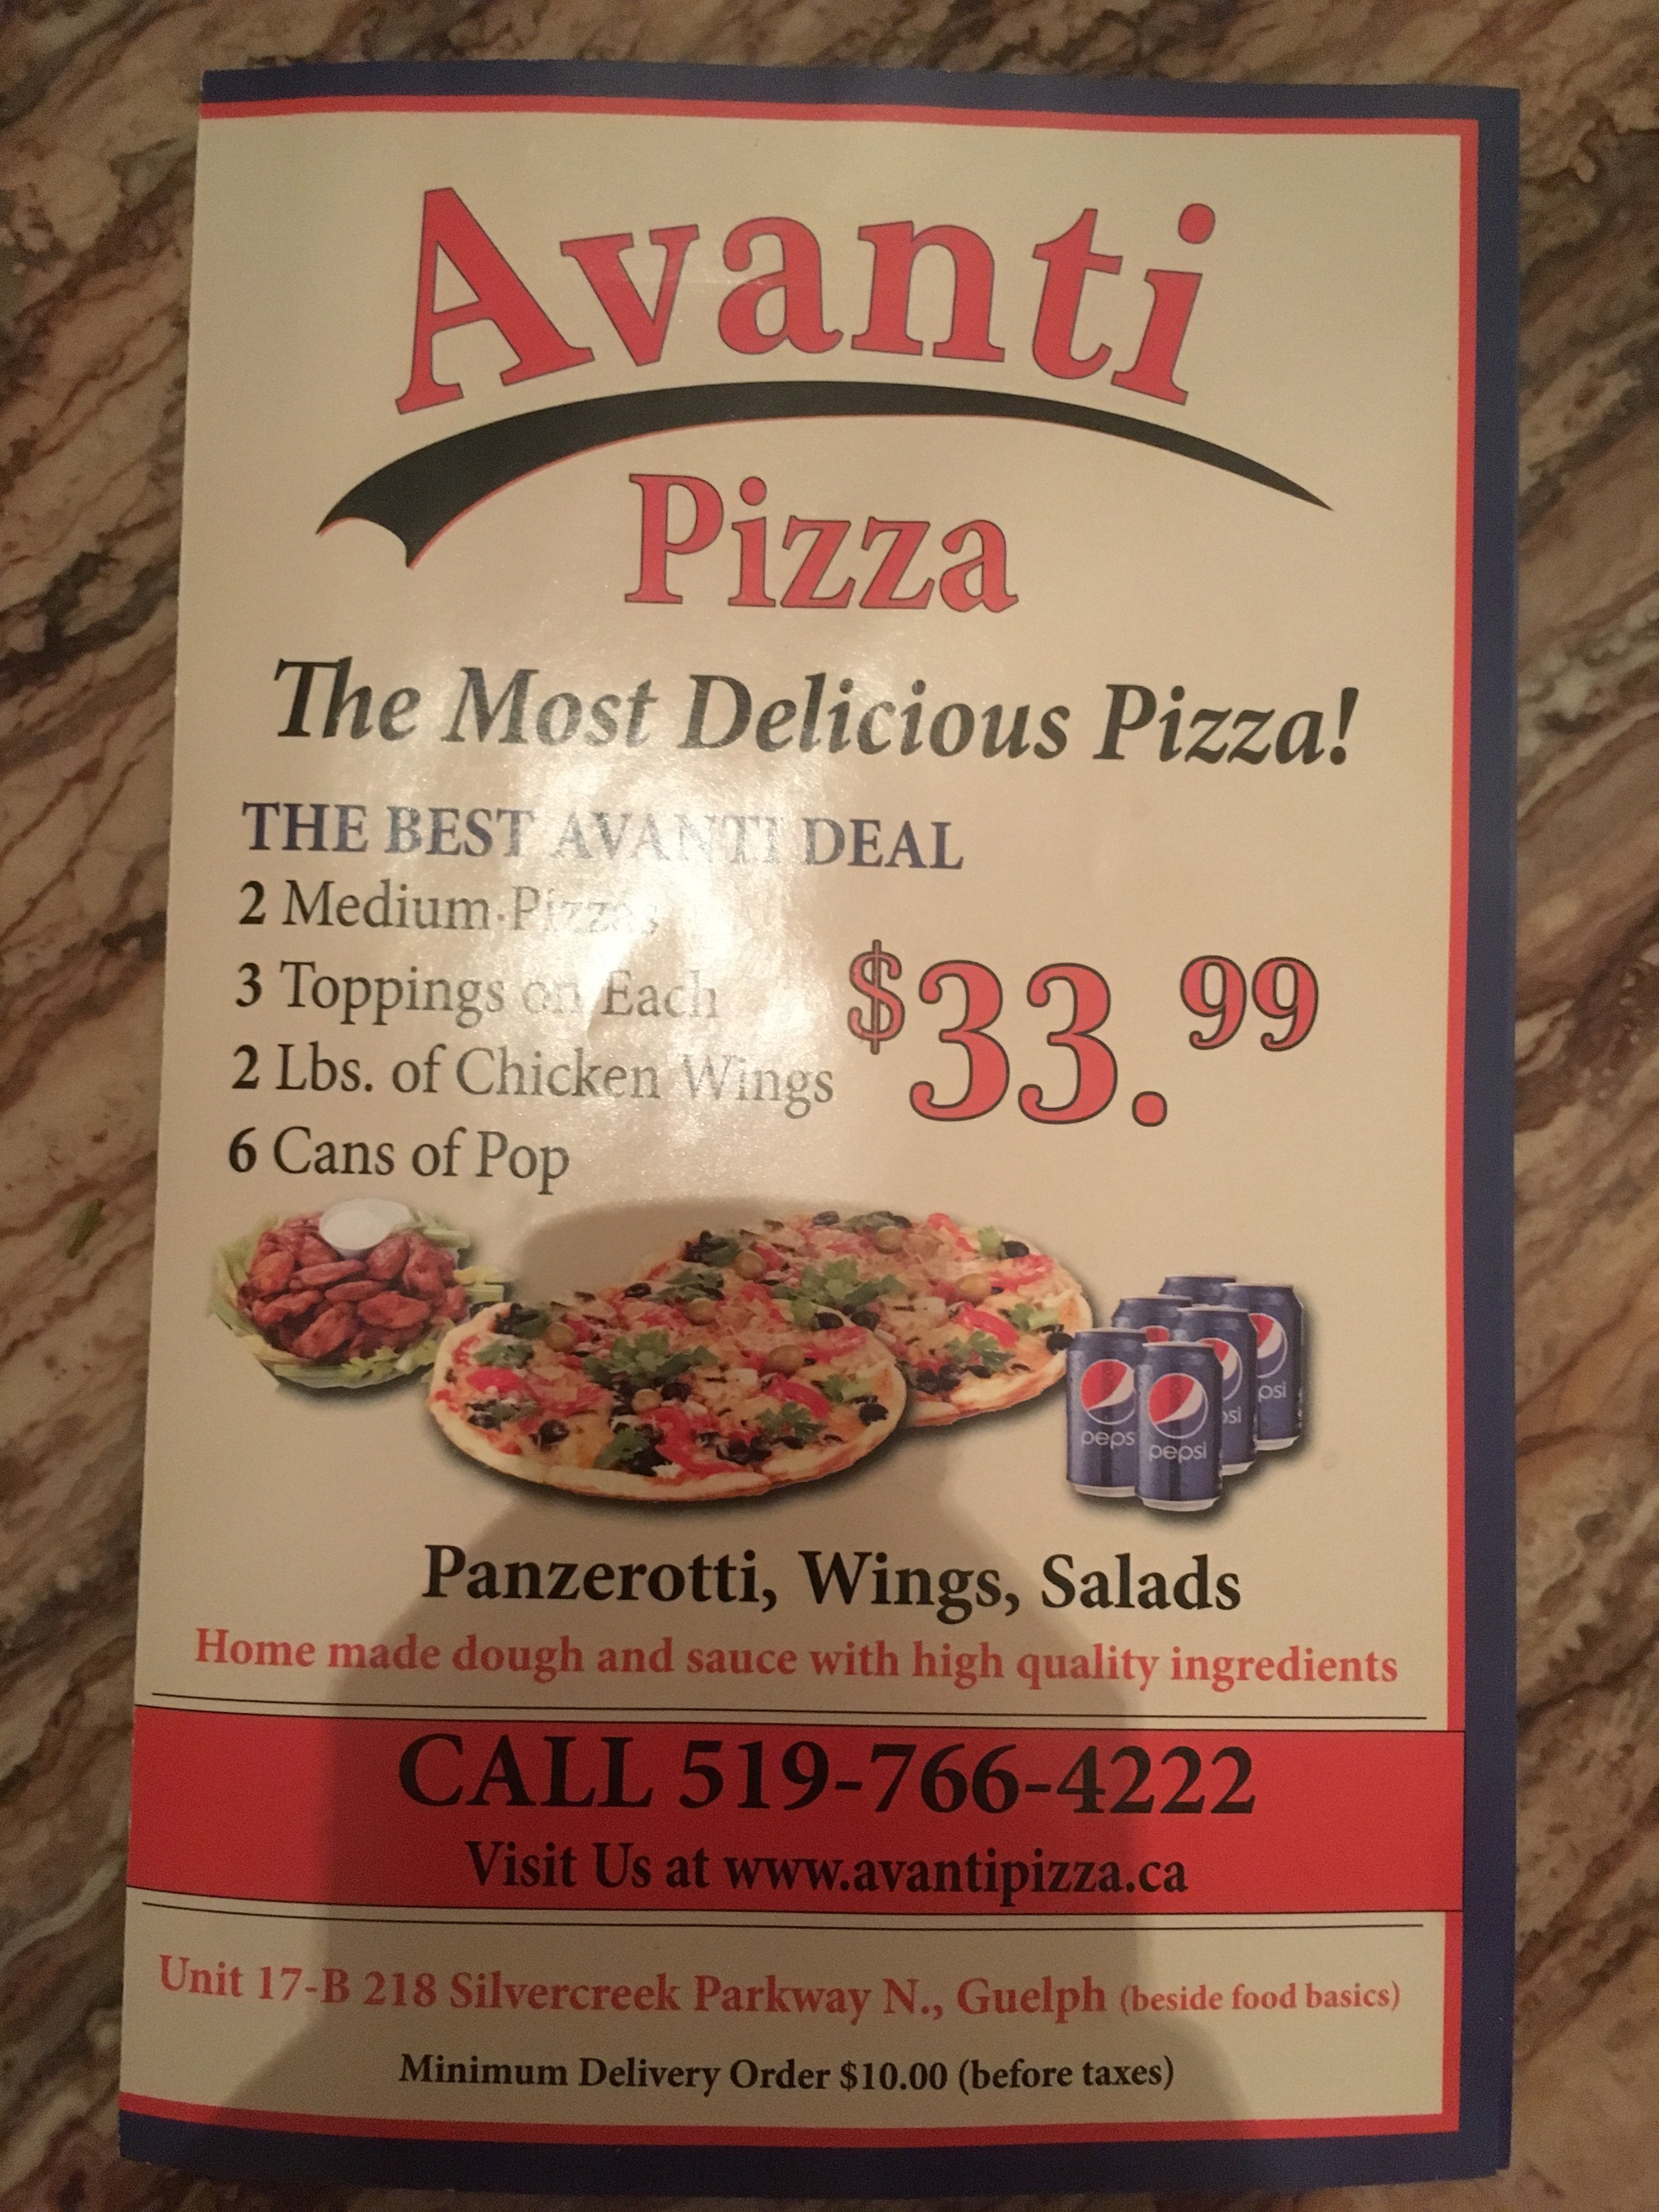 Avanti
Pizza
The Most Delicious Pizza!
THE BEST AVANTI DEAL
2 Medium Pizzas
3 Toppings on Each
2 Lbs. of Chicken Wings
6 Cans of Pop
$33.99
peps
pepsi
osi
psi
Panzerotti, Wings, Salads
Home made dough and sauce with high quality ingredients
CALL 519-766-4222
Visit Us at www.avantipizza.ca
Unit 17-B 218 Silvercreek Parkway N., Guelph (beside food basics)
Minimum Delivery Order $10.00 (before taxes)